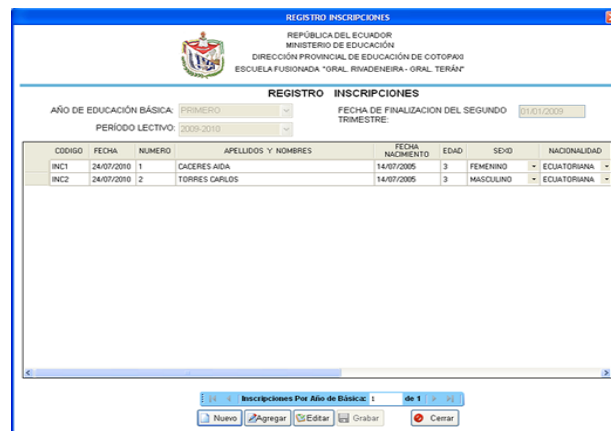 REGISTRO INSCRIPCIONES
REPÚBLICA DEL ECUADOR
MINISTERIO DE EDUCACIÓN
DIRECCIÓN PROVINCIAL DE EDUCACIÓN DE COTOPAXI
ESCUELA FUSIONADA "GRAL. RIVADENEIRA - GRAL. TERÁN"
REGISTRO INSCRIPCIONES
AÑO DE EDUCACIÓN BÁSICA: PRIMERO FECHA DE FINALIZACION DEL SEGUNDO TRIMESTRE: 01/01/2009
PERÍODO LECTIVO: 2009-2010
CODIGO FECHA NUMERO APELLIDOS Y NOMBRES FECHA NACIMIENTO EDAD SEXO NACIONALIDAD
INC1 24/07/2010 1 CACERES AIDA 14/07/2005 3 FEMENINO ECUATORIANA
INC2 24/07/2010 2 TORRES CARLOS 14/07/2005 3 MASCULINO ECUATORIANA
Inscripciones Por Año de Básica: 1 de 1
Nuevo Agregar Editar Grabar Cerrar